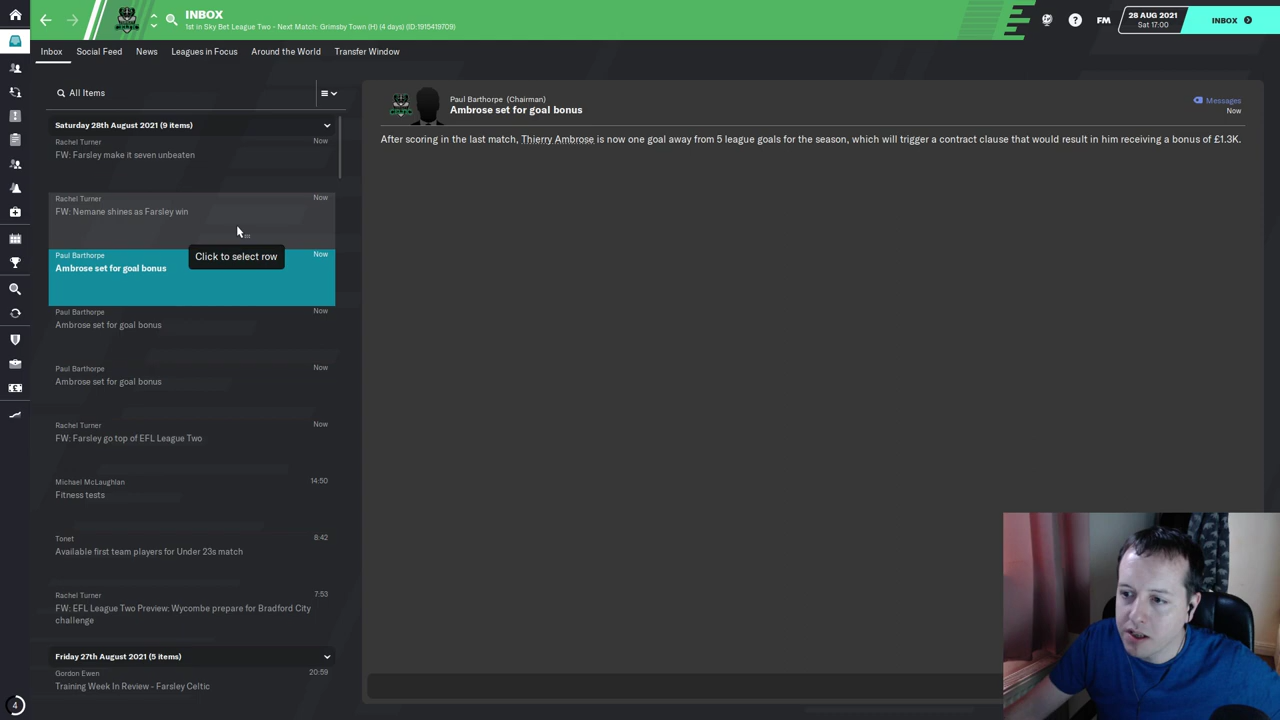 INBOX
1st in Sky Bet League Two - Next Match: Grimsby Town (H) (4 days) (ID:1915419709)
FM
28 AUG 2021
Sat 17:00
INBOX
Inbox
Social Feed
News
Leagues in Focus
Around the World
Transfer Window
All Items
Saturday 28th August 2021 (9 items)
Rachel Turner
Now
FW: Farsley make it seven unbeaten
Rachel Turner
Now
FW: Nemane shines as Farsley win
Paul Barthorpe
Now
Ambrose set for goal bonus
Click to select row
Paul Barthorpe
Now
Ambrose set for goal bonus
Paul Barthorpe
Now
Ambrose set for goal bonus
Rachel Turner
Now
FW: Farsley go top of EFL League Two
Michael McLaughlan
14:50
Fitness tests
Tonet
8:42
Available first team players for Under 23s match
Rachel Turner
7:53
FW: EFL League Two Preview: Wycombe prepare for Bradford City
challenge
Friday 27th August 2021 (5 items)
Gordon Ewen
20:59
Training Week In Review - Farsley Celtic
4
Paul Barthorpe (Chairman)
Ambrose set for goal bonus
Messages
Now
After scoring in the last match, Thierry Ambrose is now one goal away from 5 league goals for the season, which will trigger a contract clause that would result in him receiving a bonus of £1.3K.